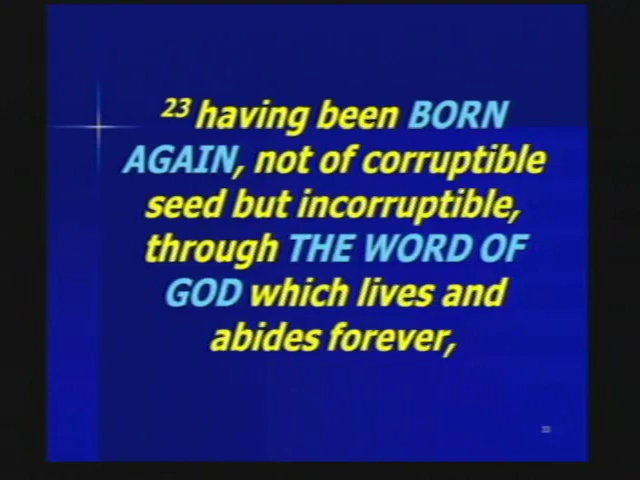 23 having been BORN
AGAIN, not of corruptible
seed but incorruptible,
through THE WORD OF
GOD which lives and
abides forever,